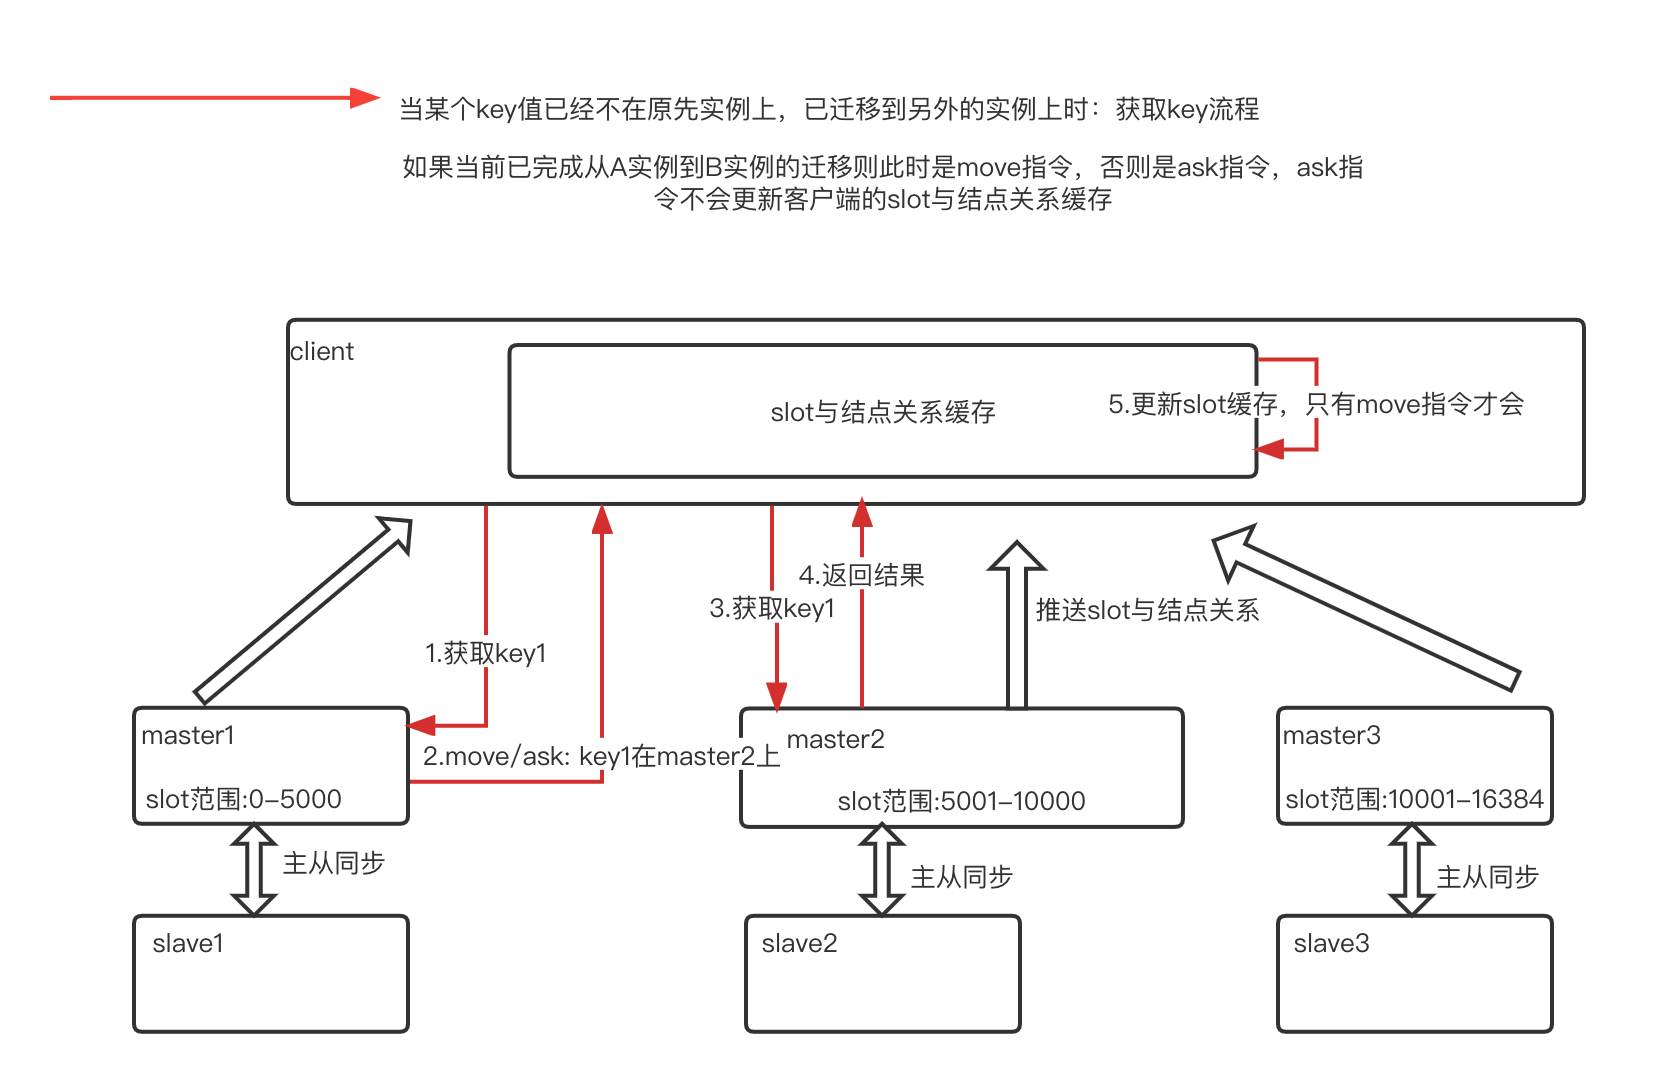 当某个key值已经不在原先实例上，已迁移到另外的实例上时：获取key流程
如果当前已完成从A实例到B实例的迁移则此时是move指令，否则是ask指令，ask指
令不会更新客户端的slot与结点关系缓存
client
slot与结点关系缓存
5.更新slot缓存，只有move指令才会
4.返回结果
3.获取key1
推送slot与结点关系
1.获取key1
2.move/ask: key1在master2上
master1
slot范围:0-5000
master2
slot范围:5001-10000
master3
slot范围:10001-16384
主从同步
主从同步
主从同步
slave1
slave2
slave3